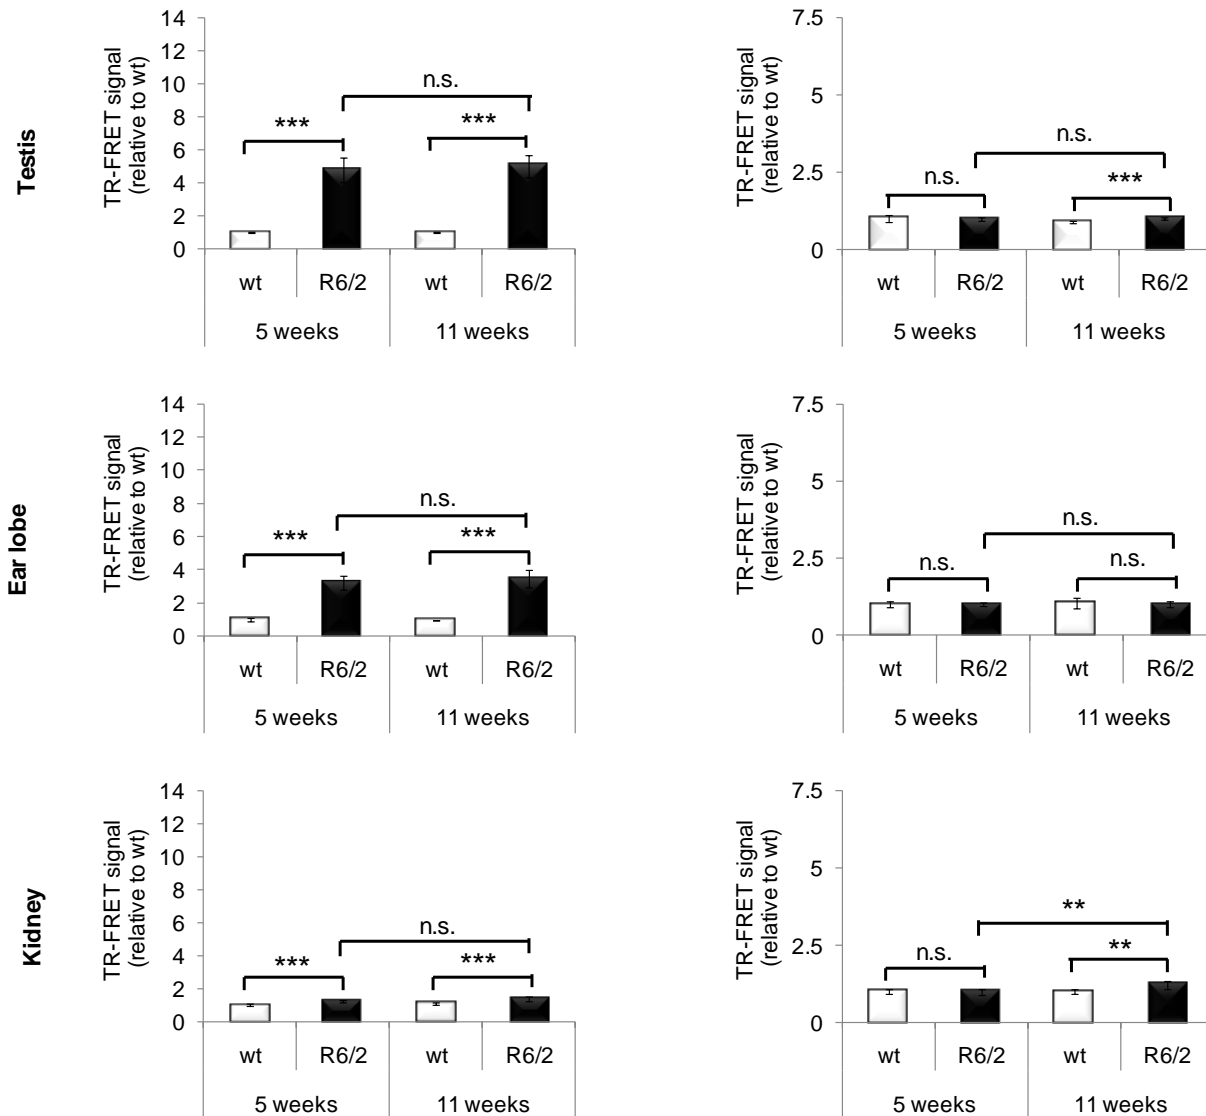 Testis
TR-FRET signal
(relative to wt)
14
12
10
8
6
4
2
0
***
n.s.
***
wt R6/2 wt R6/2
5 weeks 11 weeks
TR-FRET signal
(relative to wt)
7.5
5
2.5
0
n.s.
n.s.
***
wt R6/2 wt R6/2
5 weeks 11 weeks
Ear lobe
TR-FRET signal
(relative to wt)
14
12
10
8
6
4
2
0
n.s.
*** ***
wt R6/2 wt R6/2
5 weeks 11 weeks
TR-FRET signal
(relative to wt)
7.5
5
2.5
0
n.s.
n.s. n.s.
wt R6/2 wt R6/2
5 weeks 11 weeks
Kidney
TR-FRET signal
(relative to wt)
14
12
10
8
6
4
2
0
n.s.
*** ***
wt R6/2 wt R6/2
5 weeks 11 weeks
TR-FRET signal
(relative to wt)
7.5
5
2.5
0
**
n.s. **
wt R6/2 wt R6/2
5 weeks 11 weeks